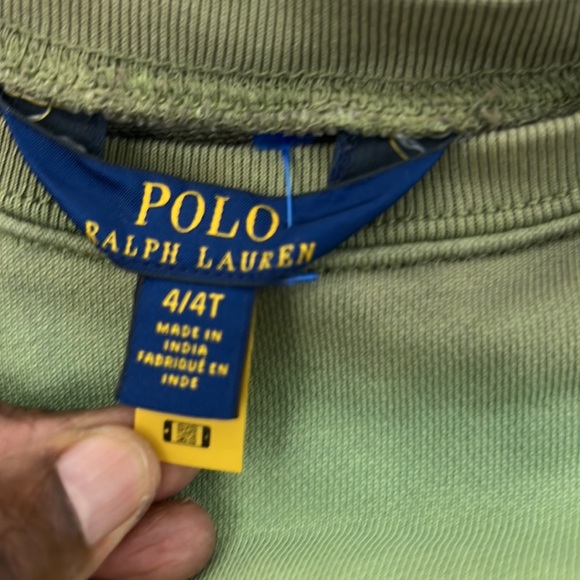 POLO
RALPH LAUREN
4/4T
MADE IN
INDIA
FABRIQUÉ EN
INDE